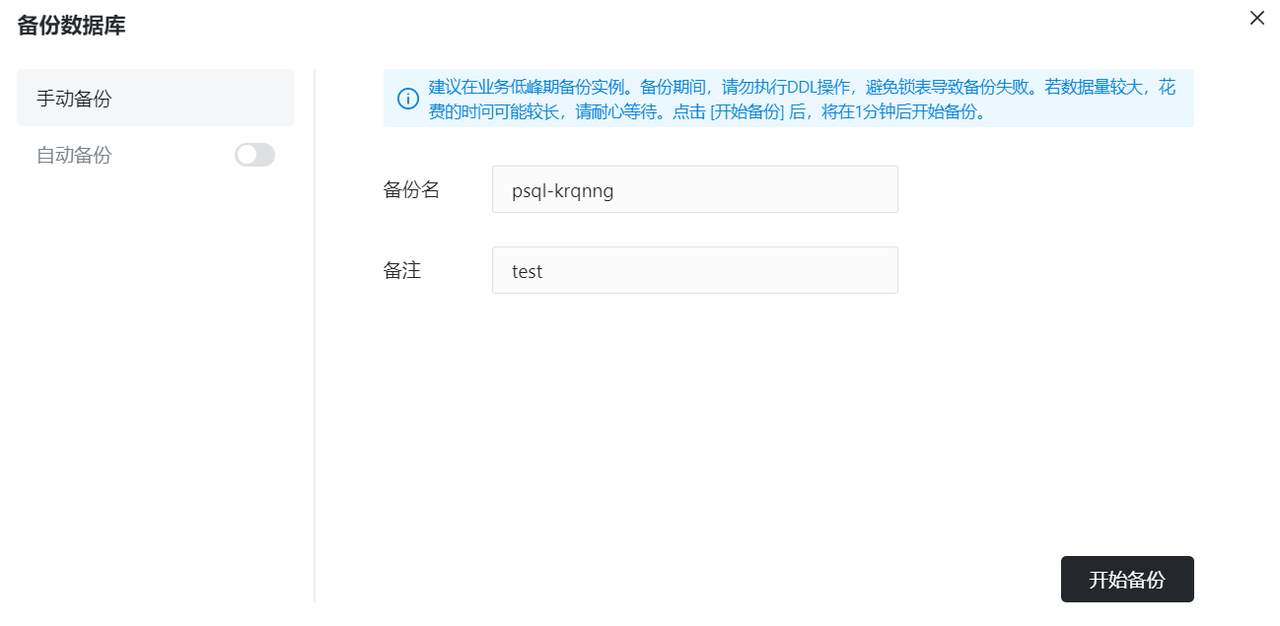 备份数据库
手动备份
自动备份
建议在业务低峰期备份实例。备份期间，请勿执行DDL操作，避免锁表导致备份失败。若数据量较大，花
费的时间可能较长，请耐心等待。点击 [开始备份] 后，将在1分钟后开始备份。
备份名
psql-krqnng
备注
test
开始备份